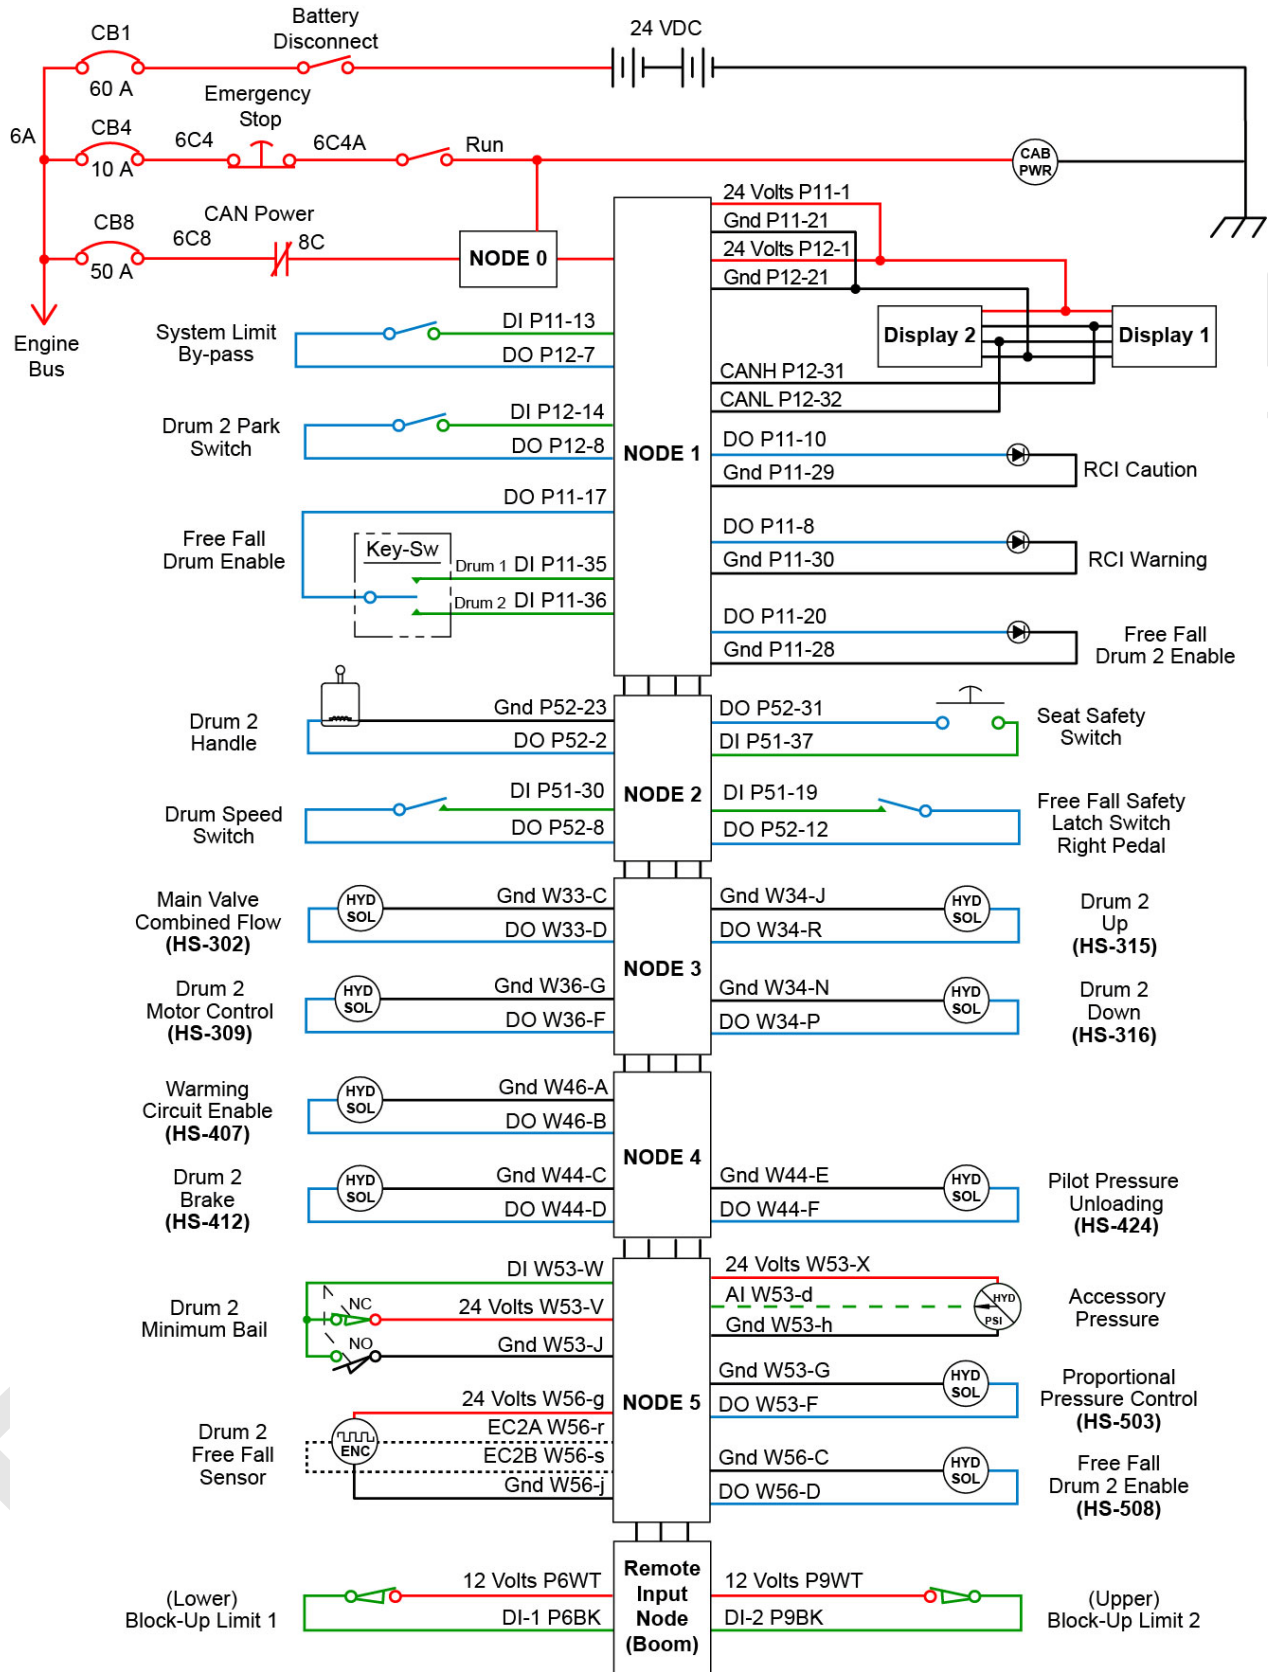 Battery
Disconnect
24 VDC
CB1
60 A
Emergency
Stop
6A
CB4
10 A
6C4
6C4A
Run
CAB
PWR
CAN Power
CB8
50 A
6C8
8C
NODE 0
Engine
Bus
24 Volts P11-1
Gnd P11-21
24 Volts P12-1
Gnd P12-21
Display 2
Display 1
CANH P12-31
CANL P12-32
System Limit
By-pass
DI P11-13
DO P12-7
Drum 2 Park
Switch
DI P12-14
DO P12-8
NODE 1
DO P11-10
Gnd P11-29
RCI Caution
Free Fall
Drum Enable
DO P11-17
Key-Sw
Drum 1 DI P11-35
Drum 2 DI P11-36
DO P11-8
Gnd P11-30
RCI Warning
DO P11-20
Gnd P11-28
Free Fall
Drum 2 Enable
Drum 2
Handle
Gnd P52-23
DO P52-2
NODE 2
DO P52-31
DI P51-37
Seat Safety
Switch
Drum Speed
Switch
DI P51-30
DO P52-8
DI P51-19
DO P52-12
Free Fall Safety
Latch Switch
Right Pedal
Main Valve
Combined Flow
(HS-302)
HYD
SOL
Gnd W33-C
DO W33-D
NODE 3
Gnd W34-J
DO W34-R
HYD
SOL
Drum 2
Up
(HS-315)
Drum 2
Motor Control
(HS-309)
HYD
SOL
Gnd W36-G
DO W36-F
Gnd W34-N
DO W34-P
HYD
SOL
Drum 2
Down
(HS-316)
Warming
Circuit Enable
(HS-407)
HYD
SOL
Gnd W46-A
DO W46-B
NODE 4
Drum 2
Brake
(HS-412)
HYD
SOL
Gnd W44-C
DO W44-D
Gnd W44-E
DO W44-F
HYD
SOL
Pilot Pressure
Unloading
(HS-424)
Drum 2
Minimum Bail
NC
NO
DI W53-W
24 Volts W53-V
Gnd W53-J
NODE 5
24 Volts W53-X
AI W53-d
Gnd W53-h
HYD
PSI
Accessory
Pressure
Gnd W53-G
DO W53-F
HYD
SOL
Proportional
Pressure Control
(HS-503)
Drum 2
Free Fall
Sensor
ENC
24 Volts W56-g
EC2A W56-r
EC2B W56-s
Gnd W56-j
Gnd W56-C
DO W56-D
HYD
SOL
Free Fall
Drum 2 Enable
(HS-508)
Remote
Input
Node
(Boom)
(Lower)
Block-Up Limit 1
12 Volts P6WT
DI-1 P6BK
12 Volts P9WT
DI-2 P9BK
(Upper)
Block-Up Limit 2